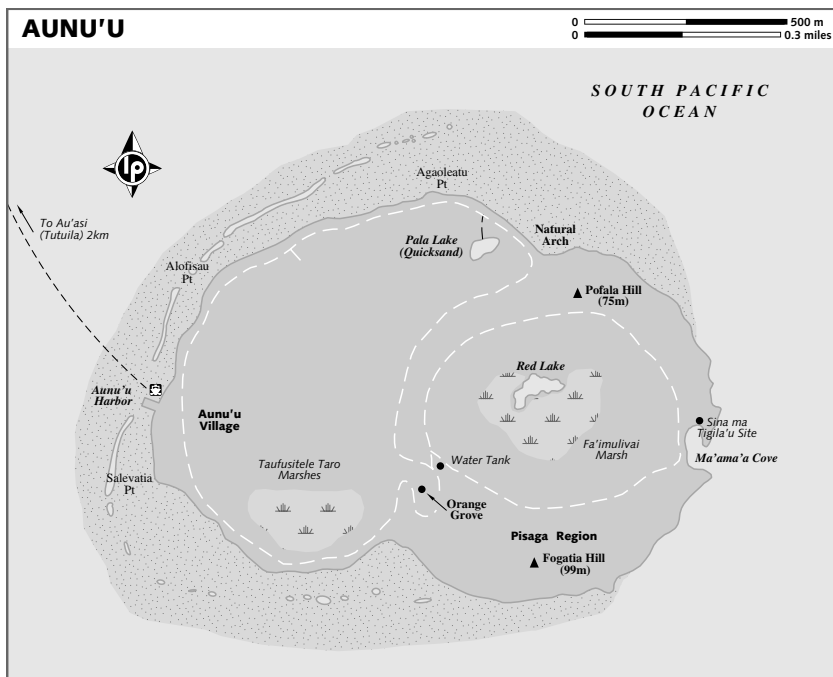 AUNU'U
0 500 m
0 0.3 miles
SOUTH PACIFIC
OCEAN
lp
Agaoleatu
Pt
To Au'asi
(Tutuila) 2km
Natural
Arch
Pala Lake
(Quicksand)
Alofisau
Pt
Pofala Hill
(75m)
Red Lake
Aunu'u
Harbor
Aunu'u
Village
Sina ma
Tigila'u Site
Fa'imulivai
Marsh
Ma'ama'a Cove
Water Tank
Taufusitele Taro
Marshes
Salevatia
Pt
Orange
Grove
Pisaga Region
Fogatia Hill
(99m)